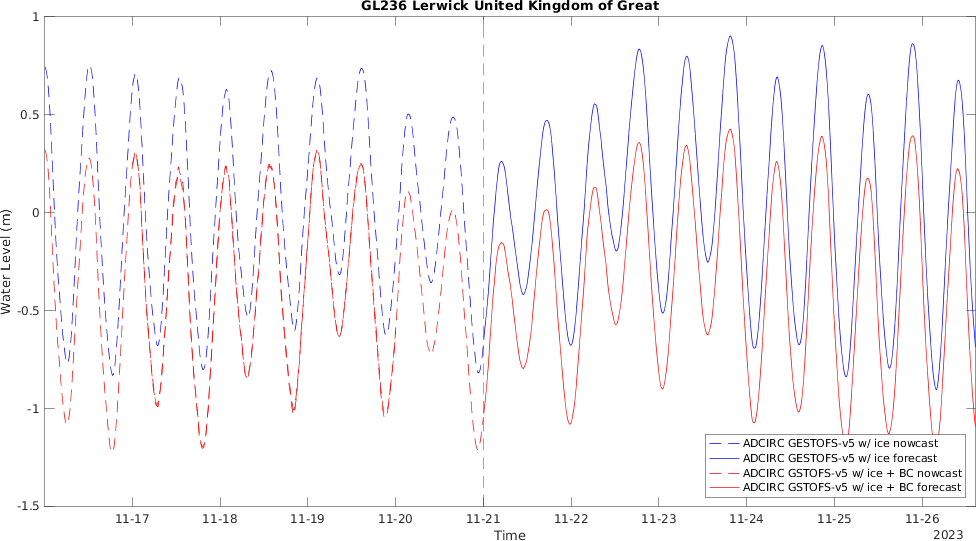 GL236 Lerwick United Kingdom of Great
1
0.5
0
-0.5
-1
-1.5
Water Level (m)
11-17 11-18 11-19 11-20 11-21 11-22 11-23 11-24 11-25 11-26
Time
2023
ADCIRC GESTOFS-v5 w/ ice nowcast
ADCIRC GESTOFS-v5 w/ ice forecast
ADCIRC GSTOFS-v5 w/ ice + BC nowcast
ADCIRC GSTOFS-v5 w/ ice + BC forecast